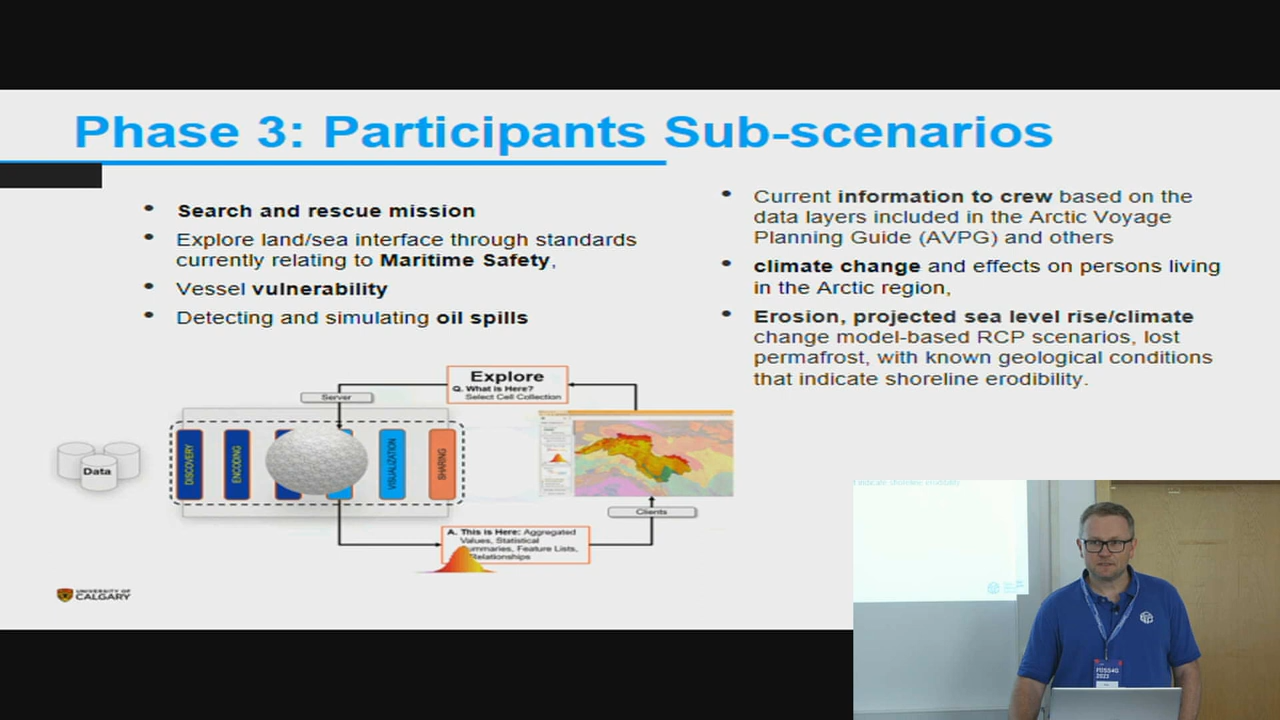 Phase 3: Participants Sub-scenarios
• Search and rescue mission
• Explore land/sea interface through standards
currently relating to Maritime Safety,
• Vessel vulnerability
• Detecting and simulating oil spills
• Current information to crew based on the
data layers included in the Arctic Voyage
Planning Guide (AVPG) and others
• climate change and effects on persons living
in the Arctic region,
• Erosion, projected sea level rise/climate
change model-based RCP scenarios, lost
permafrost, with known geological conditions
that indicate shoreline erodibility.
Explore
Q. What is Here?
Select Cell Collection
Server
Data
DISCOVERY
ENCODING
VISUALIZATION
SHARING
Clients
A. This is Here: Aggregated
Values, Statistical
Summaries, Feature Lists,
Relationships
UNIVERSITY OF
CALGARY
indicate shoreline erodibility.
FOSS4G
2023